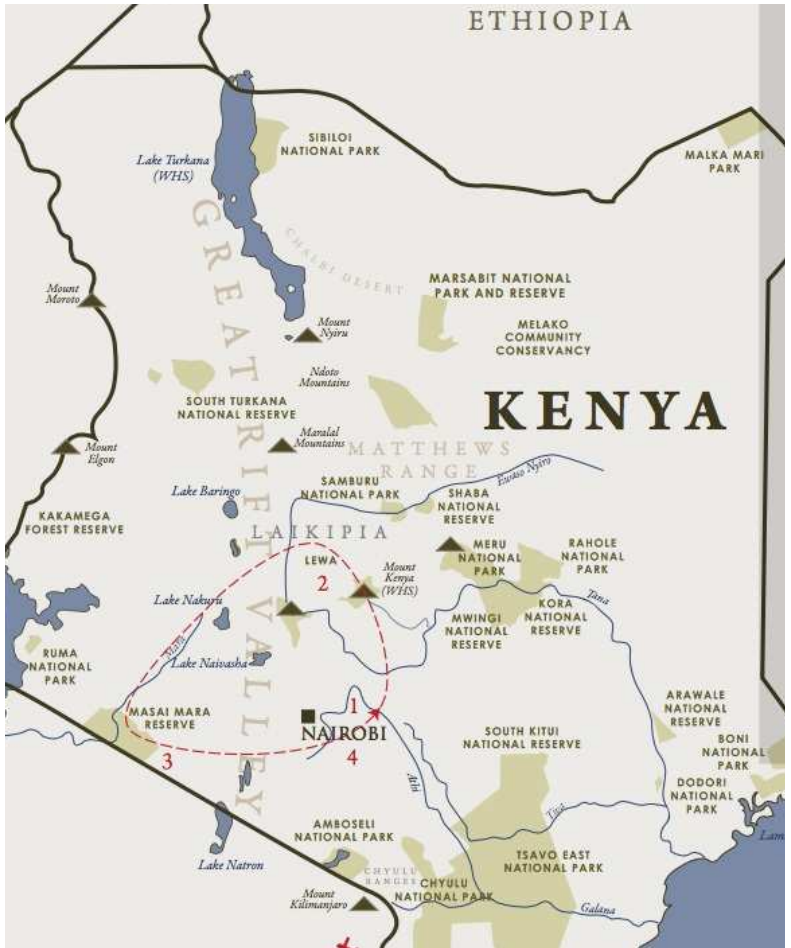 ETHIOPIA
SIBILOI
NATIONAL PARK
MALKA MARI
PARK
Lake Turkana
(WHS)
GREAT RIFT VALLEY
CHALBI DESERT
MARSABIT NATIONAL
PARK AND RESERVE
Mount
Moroto
Mount
Nyiru
MELAKO
COMMUNITY
CONSERVANCY
Ndoto
Mountains
SOUTH TURKANA
NATIONAL RESERVE
KENYA
Maralal
Mountains
Mount
Elgon
MATTHEWS
RANGE
Ewaso Nyiro
SAMBURU
NATIONAL PARK
Lake Baringo
SHABA
NATIONAL
RESERVE
KAKAMEGA
FOREST RESERVE
LAIKIPIA
LEWA
2
Mount
Kenya
(WHS)
MERU
NATIONAL
PARK
RAHOLE
NATIONAL
PARK
Lake Nakuru
Tana
KORA
NATIONAL
RESERVE
MWINGI
NATIONAL
RESERVE
Mara
RUMA
NATIONAL
PARK
Lake Naivasha
MASAI MARA
RESERVE
1
NAIROBI
3
4
ARAWALE
NATIONAL
RESERVE
SOUTH KITUI
NATIONAL RESERVE
BONI
NATIONAL
PARK
DODORI
NATIONAL
PARK
Athi
Tiva
Lam
AMBOSELI
NATIONAL PARK
Lake Natron
TSAVO EAST
NATIONAL PARK
CHYULU
RANGES
CHYULU
NATIONAL PARK
Mount
Kilimanjaro
Galana